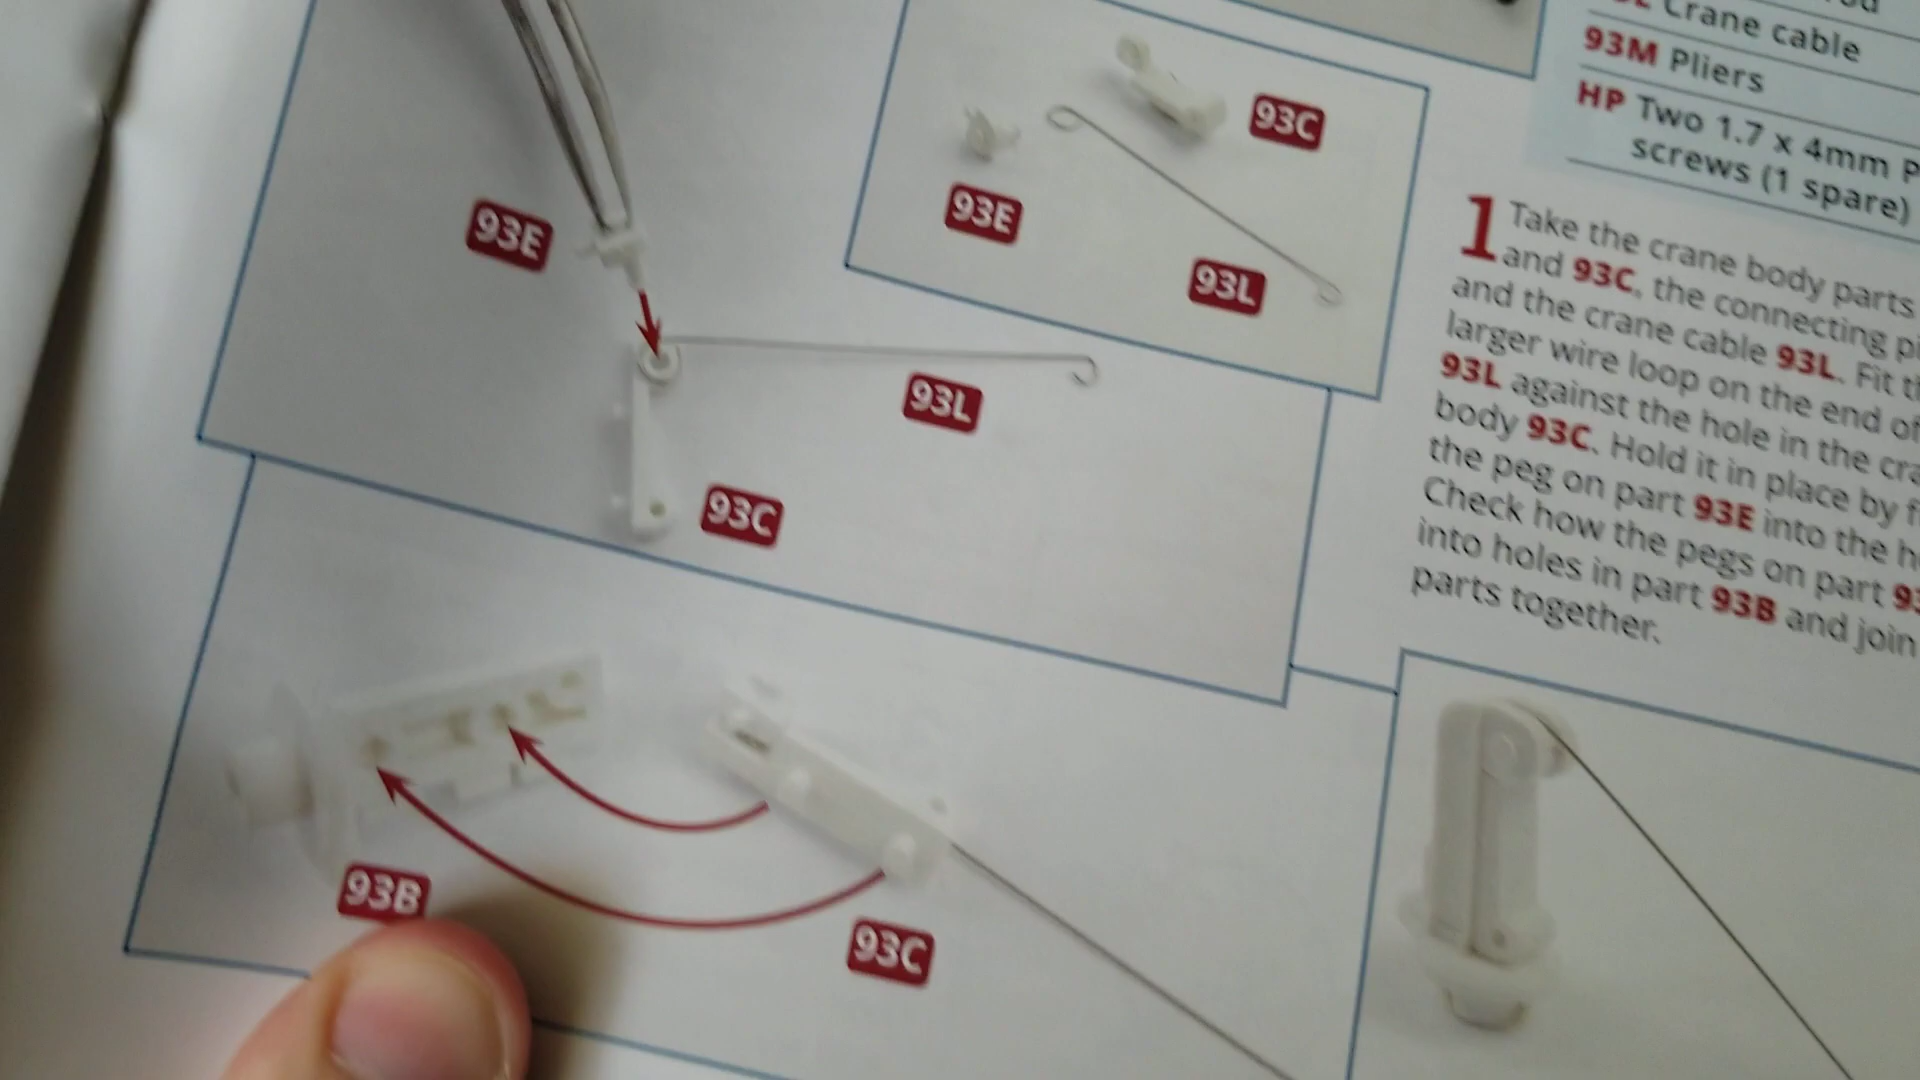 Crane cable
93M Pliers
HP Two 1.7 x 4mm P
screws (1 spare)
93C
93E
93L
93E
93L
93C
93B
93C
1 Take the crane body parts
and 93C, the connecting
and the crane cable 93L. Fit
larger wire loop on the end of
93L against the hole in the
body 93C. Hold it in place by
the peg on part 93E into the
Check how the pegs on part
into holes in part 93B and join
parts together.